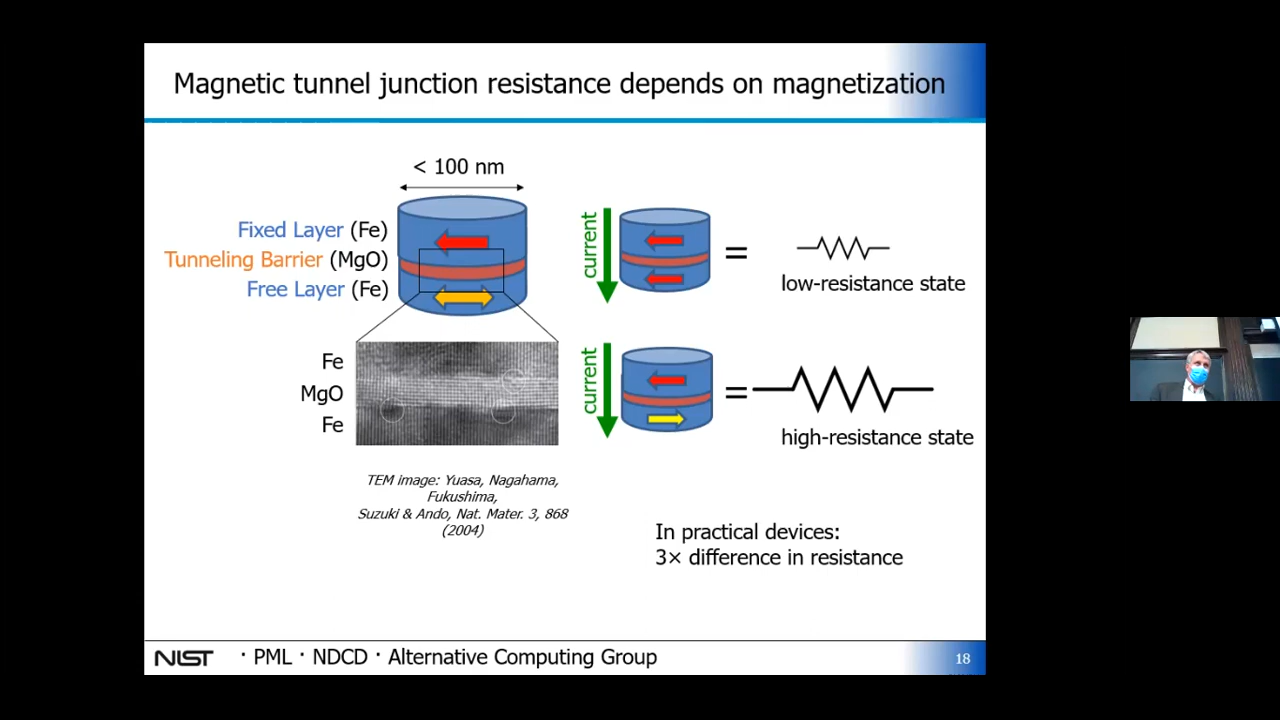 Magnetic tunnel junction resistance depends on magnetization
< 100 nm
Fixed Layer (Fe)
Tunneling Barrier (MgO)
Free Layer (Fe)
Fe
MgO
Fe
TEM image: Yuasa, Nagahama,
Fukushima,
Suzuki & Ando, Nat. Mater. 3, 868
(2004)
current
=
low-resistance state
current
=
high-resistance state
In practical devices:
3× difference in resistance
NIST · PML · NDCD · Alternative Computing Group
18